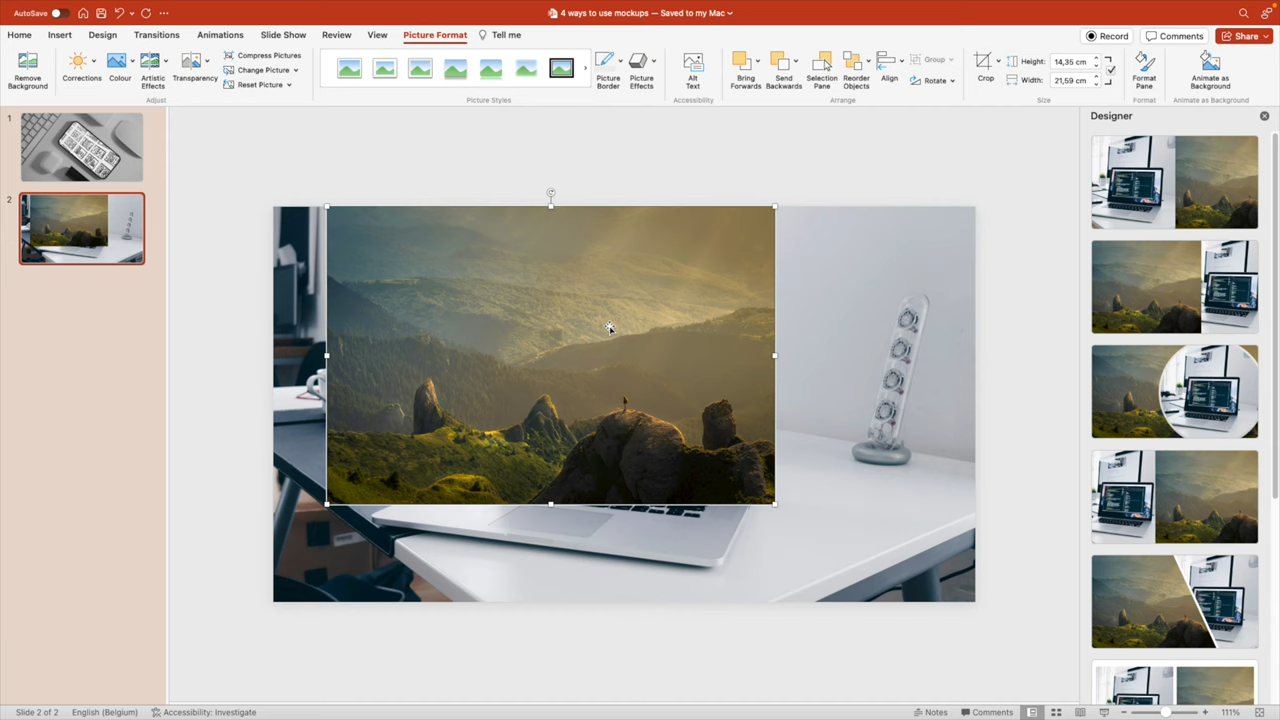 AutoSave
4 ways to use mockups — Saved to my Mac
Home Insert Draw Design Transitions Animations Slide Show Review View Picture Format Tell me
Record Comments Share
Remove Background
Corrections
Colour
Artistic Effects
Transparency
Compress Pictures
Change Picture
Reset Picture
Adjust
Picture Styles
Picture Border
Picture Effects
Alt Text
Accessibility
Bring Forwards
Send Backwards
Selection Pane
Reorder Objects
Align
Group
Rotate
Arrange
Crop
Height: 14,35 cm
Width: 21,59 cm
Size
Format Pane
Format
Animate as Background
Animate as Background
1
2
Designer
Slide 2 of 2 English (Belgium) Accessibility: Investigate
Notes Comments 111%